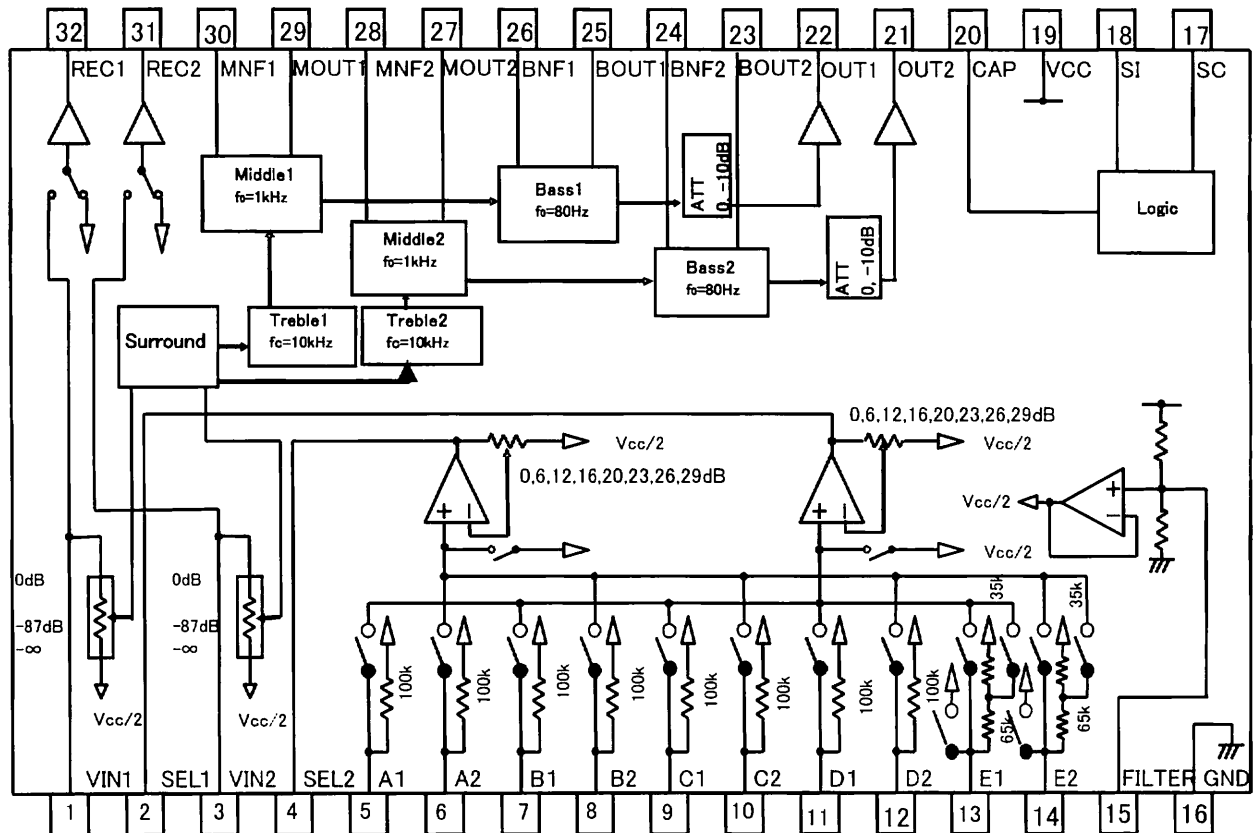 32 31 30 29 28 27 26 25 24 23 22 21 20 19 18 17
REC1 REC2 MNF1 MOUT1 MNF2 MOUT2 BNF1 BOUT1 BNF2 BOUT2 OUT1 OUT2 CAP VCC SI SC
Middle1
fo=1kHz
Bass1
fo=80Hz
ATT
0, -10dB
Logic
Middle2
fo=1kHz
Bass2
fo=80Hz
ATT
0, -10dB
Surround
Treble1
fc=10kHz
Treble2
fc=10kHz
0,6,12,16,20,23,26,29dB
Vcc/2
Vcc/2
0,6,12,16,20,23,26,29dB
Vcc/2
+ −
+ −
+
−
Vcc/2
0dB
-87dB
-∞
0dB
-87dB
-∞
35k
35k
100k
100k
100k
100k
100k
100k
100k
100k
65k
65k
Vcc/2
Vcc/2
VIN1 SEL1 VIN2 SEL2 A1 A2 B1 B2 C1 C2 D1 D2 E1 E2 FILTER GND
1 2 3 4 5 6 7 8 9 10 11 12 13 14 15 16